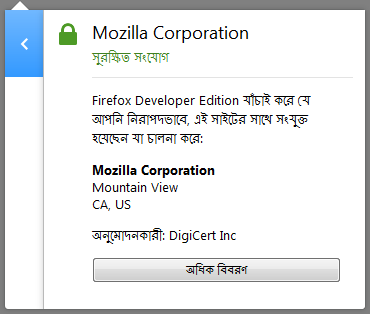 Mozilla Corporation
সুরক্ষিত সংযোগ
Firefox Developer Edition যাঁচাই করে যে
আপনি নিরাপদভাবে, এই সাইটের সাথে সংযুক্ত
হয়েছেন যা চালনা করে:
Mozilla Corporation
Mountain View
CA, US
অনুমোদনকারী: DigiCert Inc
অধিক বিবরণ